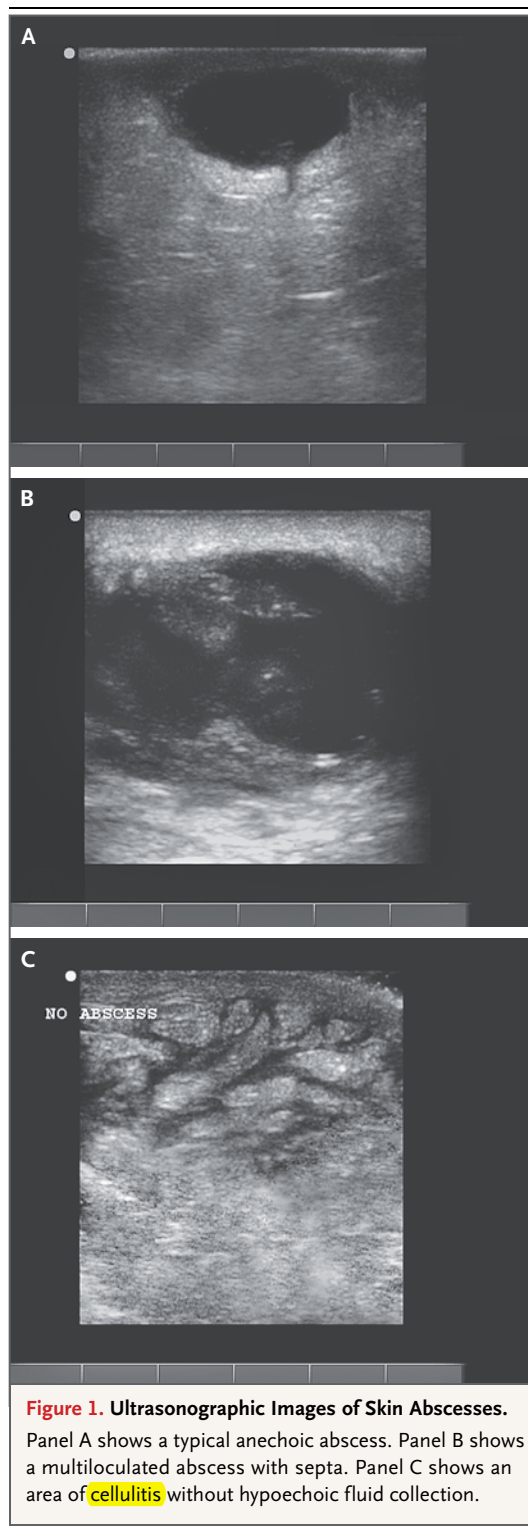 A
B
C
NO ABSCESS
Figure 1. Ultrasonographic Images of Skin Abscesses.
Panel A shows a typical anechoic abscess. Panel B shows
a multiloculated abscess with septa. Panel C shows an
area of cellulitis without hypoechoic fluid collection.